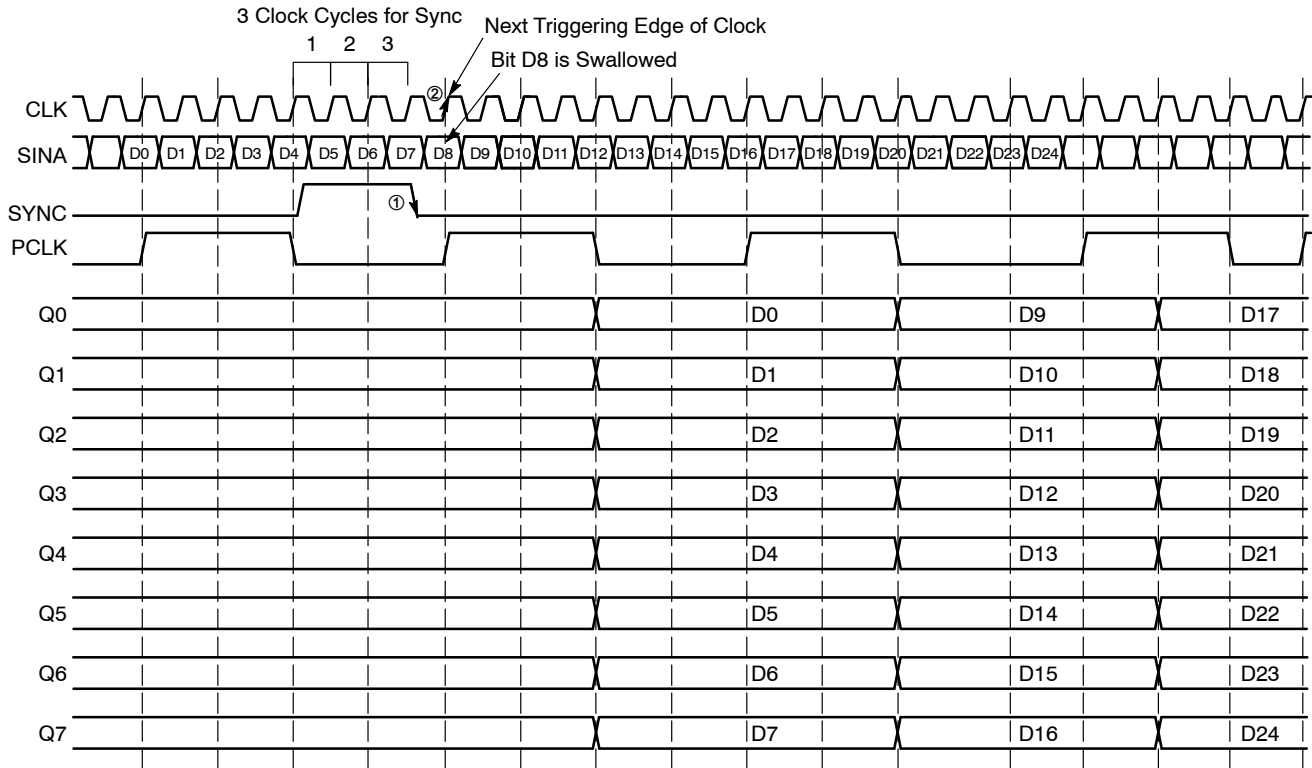 3 Clock Cycles for Sync
1 2 3
Next Triggering Edge of Clock
Bit D8 is Swallowed
②
CLK
SINA D0 D1 D2 D3 D4 D5 D6 D7 D8 D9 D10 D11 D12 D13 D14 D15 D16 D17 D18 D19 D20 D21 D22 D23 D24
SYNC ①
PCLK
Q0 D0 D9 D17
Q1 D1 D10 D18
Q2 D2 D11 D19
Q3 D3 D12 D20
Q4 D4 D13 D21
Q5 D5 D14 D22
Q6 D6 D15 D23
Q7 D7 D16 D24